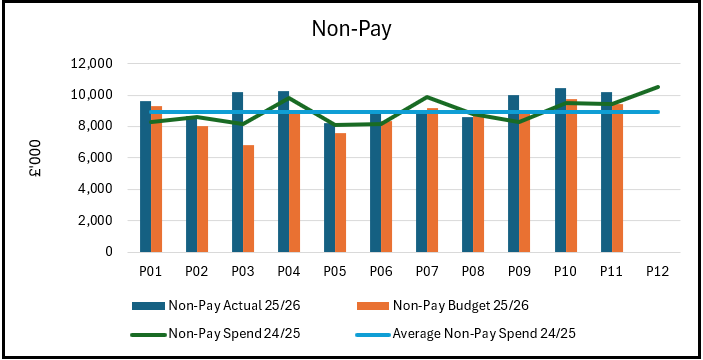 Non-Pay
12,000
10,000
8,000
6,000
4,000
2,000
0
£'000
P01 P02 P03 P04 P05 P06 P07 P08 P09 P10 P11 P12
Non-Pay Actual 25/26 Non-Pay Budget 25/26
Non-Pay Spend 24/25 Average Non-Pay Spend 24/25